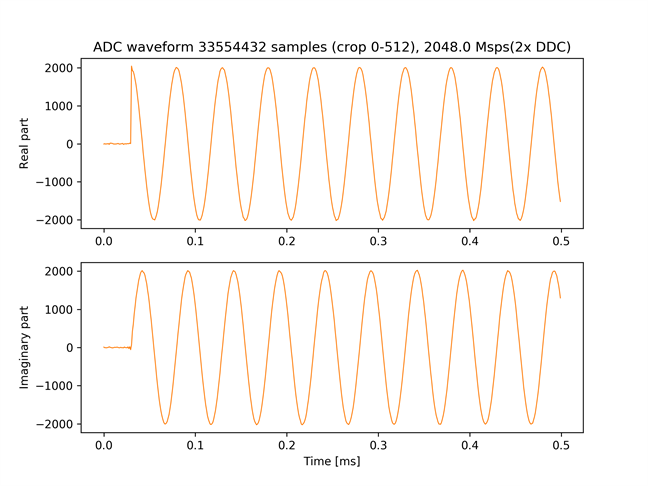 ADC waveform 33554432 samples (crop 0-512), 2048.0 Msps(2x DDC)
2000
1000
0
−1000
−2000
Real part
0.0 0.1 0.2 0.3 0.4 0.5
2000
1000
0
−1000
−2000
Imaginary part
0.0 0.1 0.2 0.3 0.4 0.5
Time [ms]